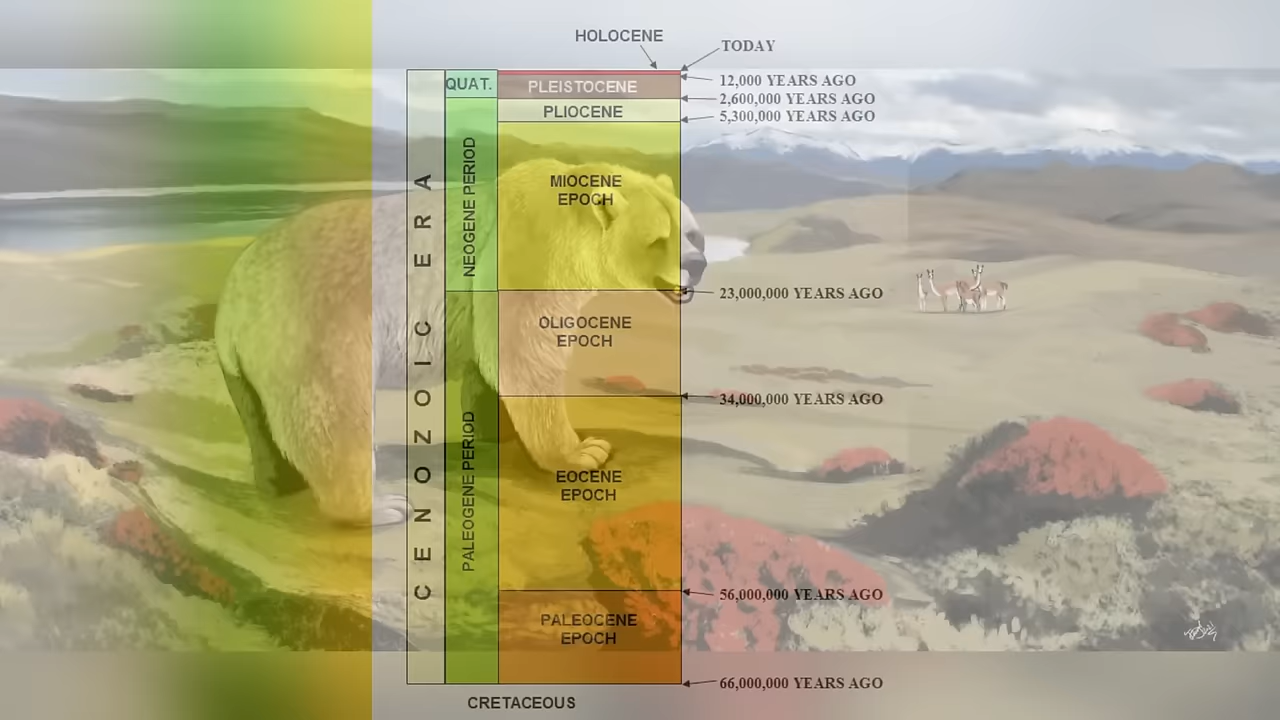 HOLOCENE
TODAY
QUAT.
PLEISTOCENE
12,000 YEARS AGO
2,600,000 YEARS AGO
PLIOCENE
5,300,000 YEARS AGO
CENOZOIC ERA
NEOGENE PERIOD
MIOCENE
EPOCH
23,000,000 YEARS AGO
OLIGOCENE
EPOCH
34,000,000 YEARS AGO
PALEOGENE PERIOD
EOCENE
EPOCH
56,000,000 YEARS AGO
PALEOCENE
EPOCH
66,000,000 YEARS AGO
CRETACEOUS